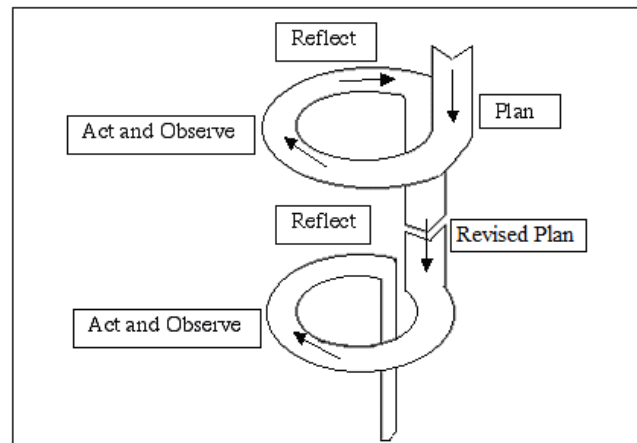 Reflect
Plan
Act and Observe
Reflect
Revised Plan
Act and Observe